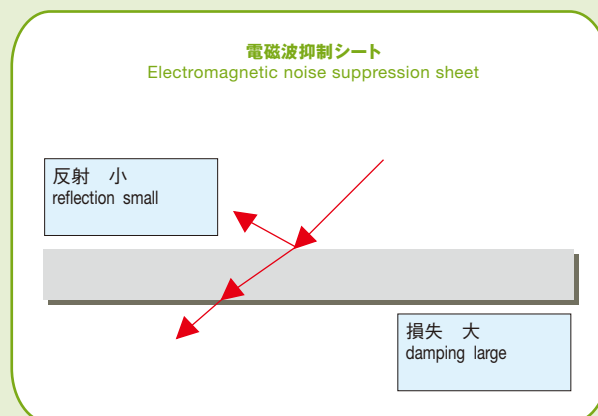 電磁波抑制シート
Electromagnetic noise suppression sheet
反射　小
reflection small
損失　大
damping large